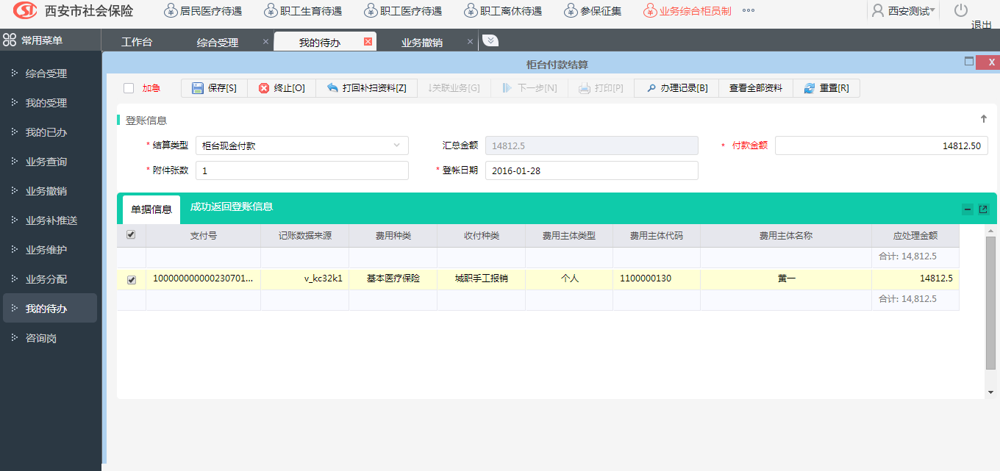 西安市社会保险 居民医疗待遇 职工生育待遇 职工医疗待遇 职工离休待遇 参保征集 业务综合柜员制 西安测试
退出
常用菜单 工作台 综合受理 × 我的待办 业务撤销 ×
综合受理
我的受理
我的已办
业务查询
业务撤销
业务补推送
业务维护
业务分配
我的待办
咨询岗
柜台付款结算 X
加急 保存[S] 终止[O] 打回补扫资料[Z] ↓关联业务[G] 下一步[N] 打印[P] 办理记录[B] 查看全部资料 重置[R]
登账信息
* 结算类型 柜台现金付款 汇总金额 14812.5 * 付款金额 14812.50
* 附件张数 1 * 登帐日期 2016-01-28
单据信息 成功返回登账信息
支付号 记账数据来源 费用种类 收付种类 费用主体类型 费用主体代码 费用主体名称 应处理金额
合计: 14,812.5
100000000000230701... v_kc32k1 基本医疗保险 城职手工报销 个人 1100000130 黄一 14812.5
合计: 14,812.5